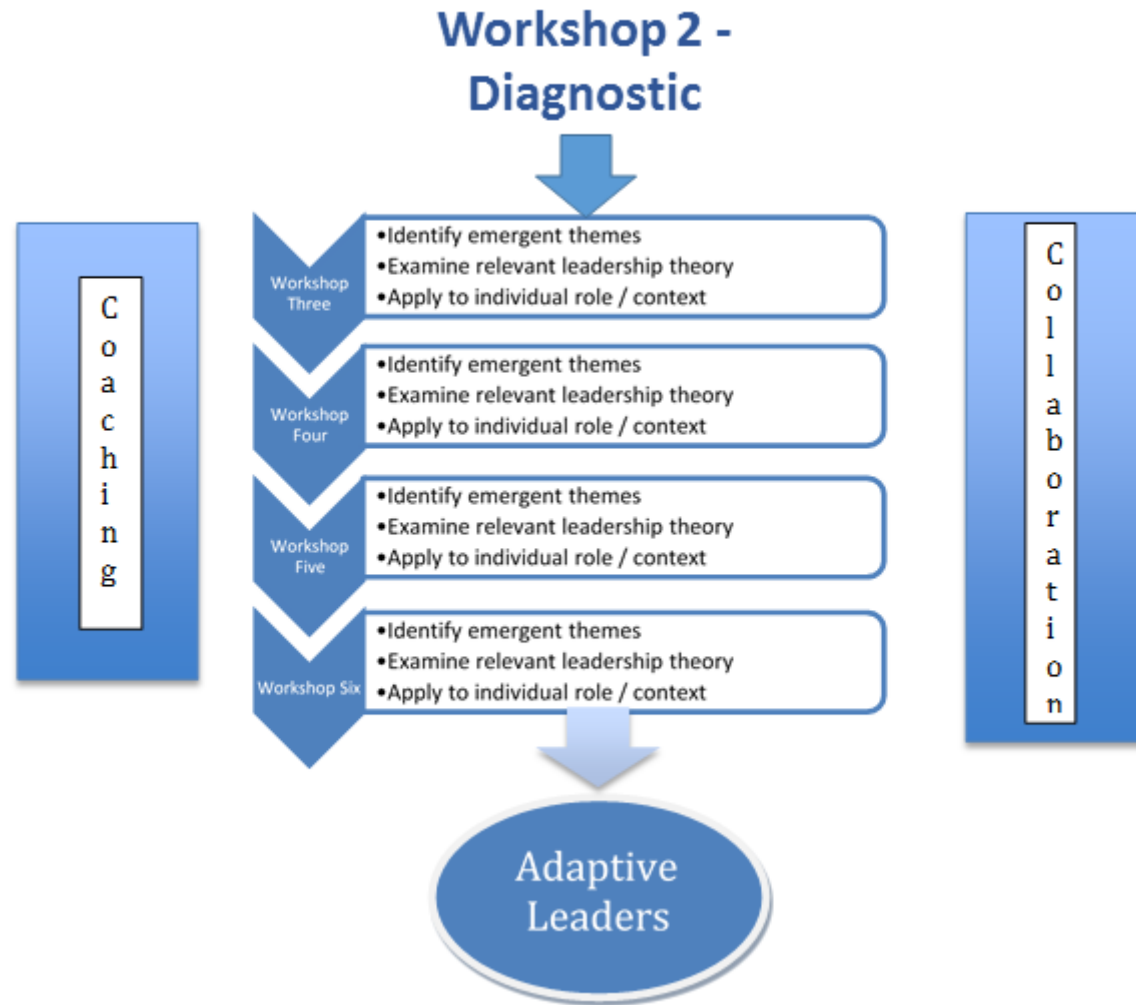 Workshop 2 -
Diagnostic
Coaching
Workshop
Three
•Identify emergent themes
•Examine relevant leadership theory
•Apply to individual role / context
Workshop
Four
•Identify emergent themes
•Examine relevant leadership theory
•Apply to individual role / context
Workshop
Five
•Identify emergent themes
•Examine relevant leadership theory
•Apply to individual role / context
Workshop Six
•Identify emergent themes
•Examine relevant leadership theory
•Apply to individual role / context
Collaboration
Adaptive
Leaders